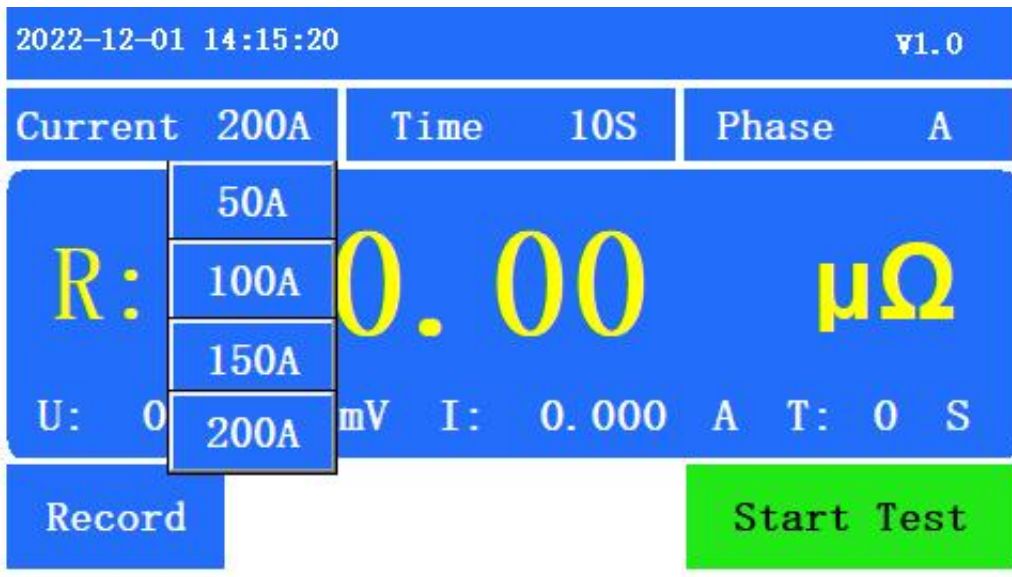 2022-12-01 14:15:20 V1.0
Current 200A Time 10S Phase A
50A
R: 0.00 μΩ
100A
150A
U: 0 mV I: 0.000 A T: 0 S
200A
Record Start Test